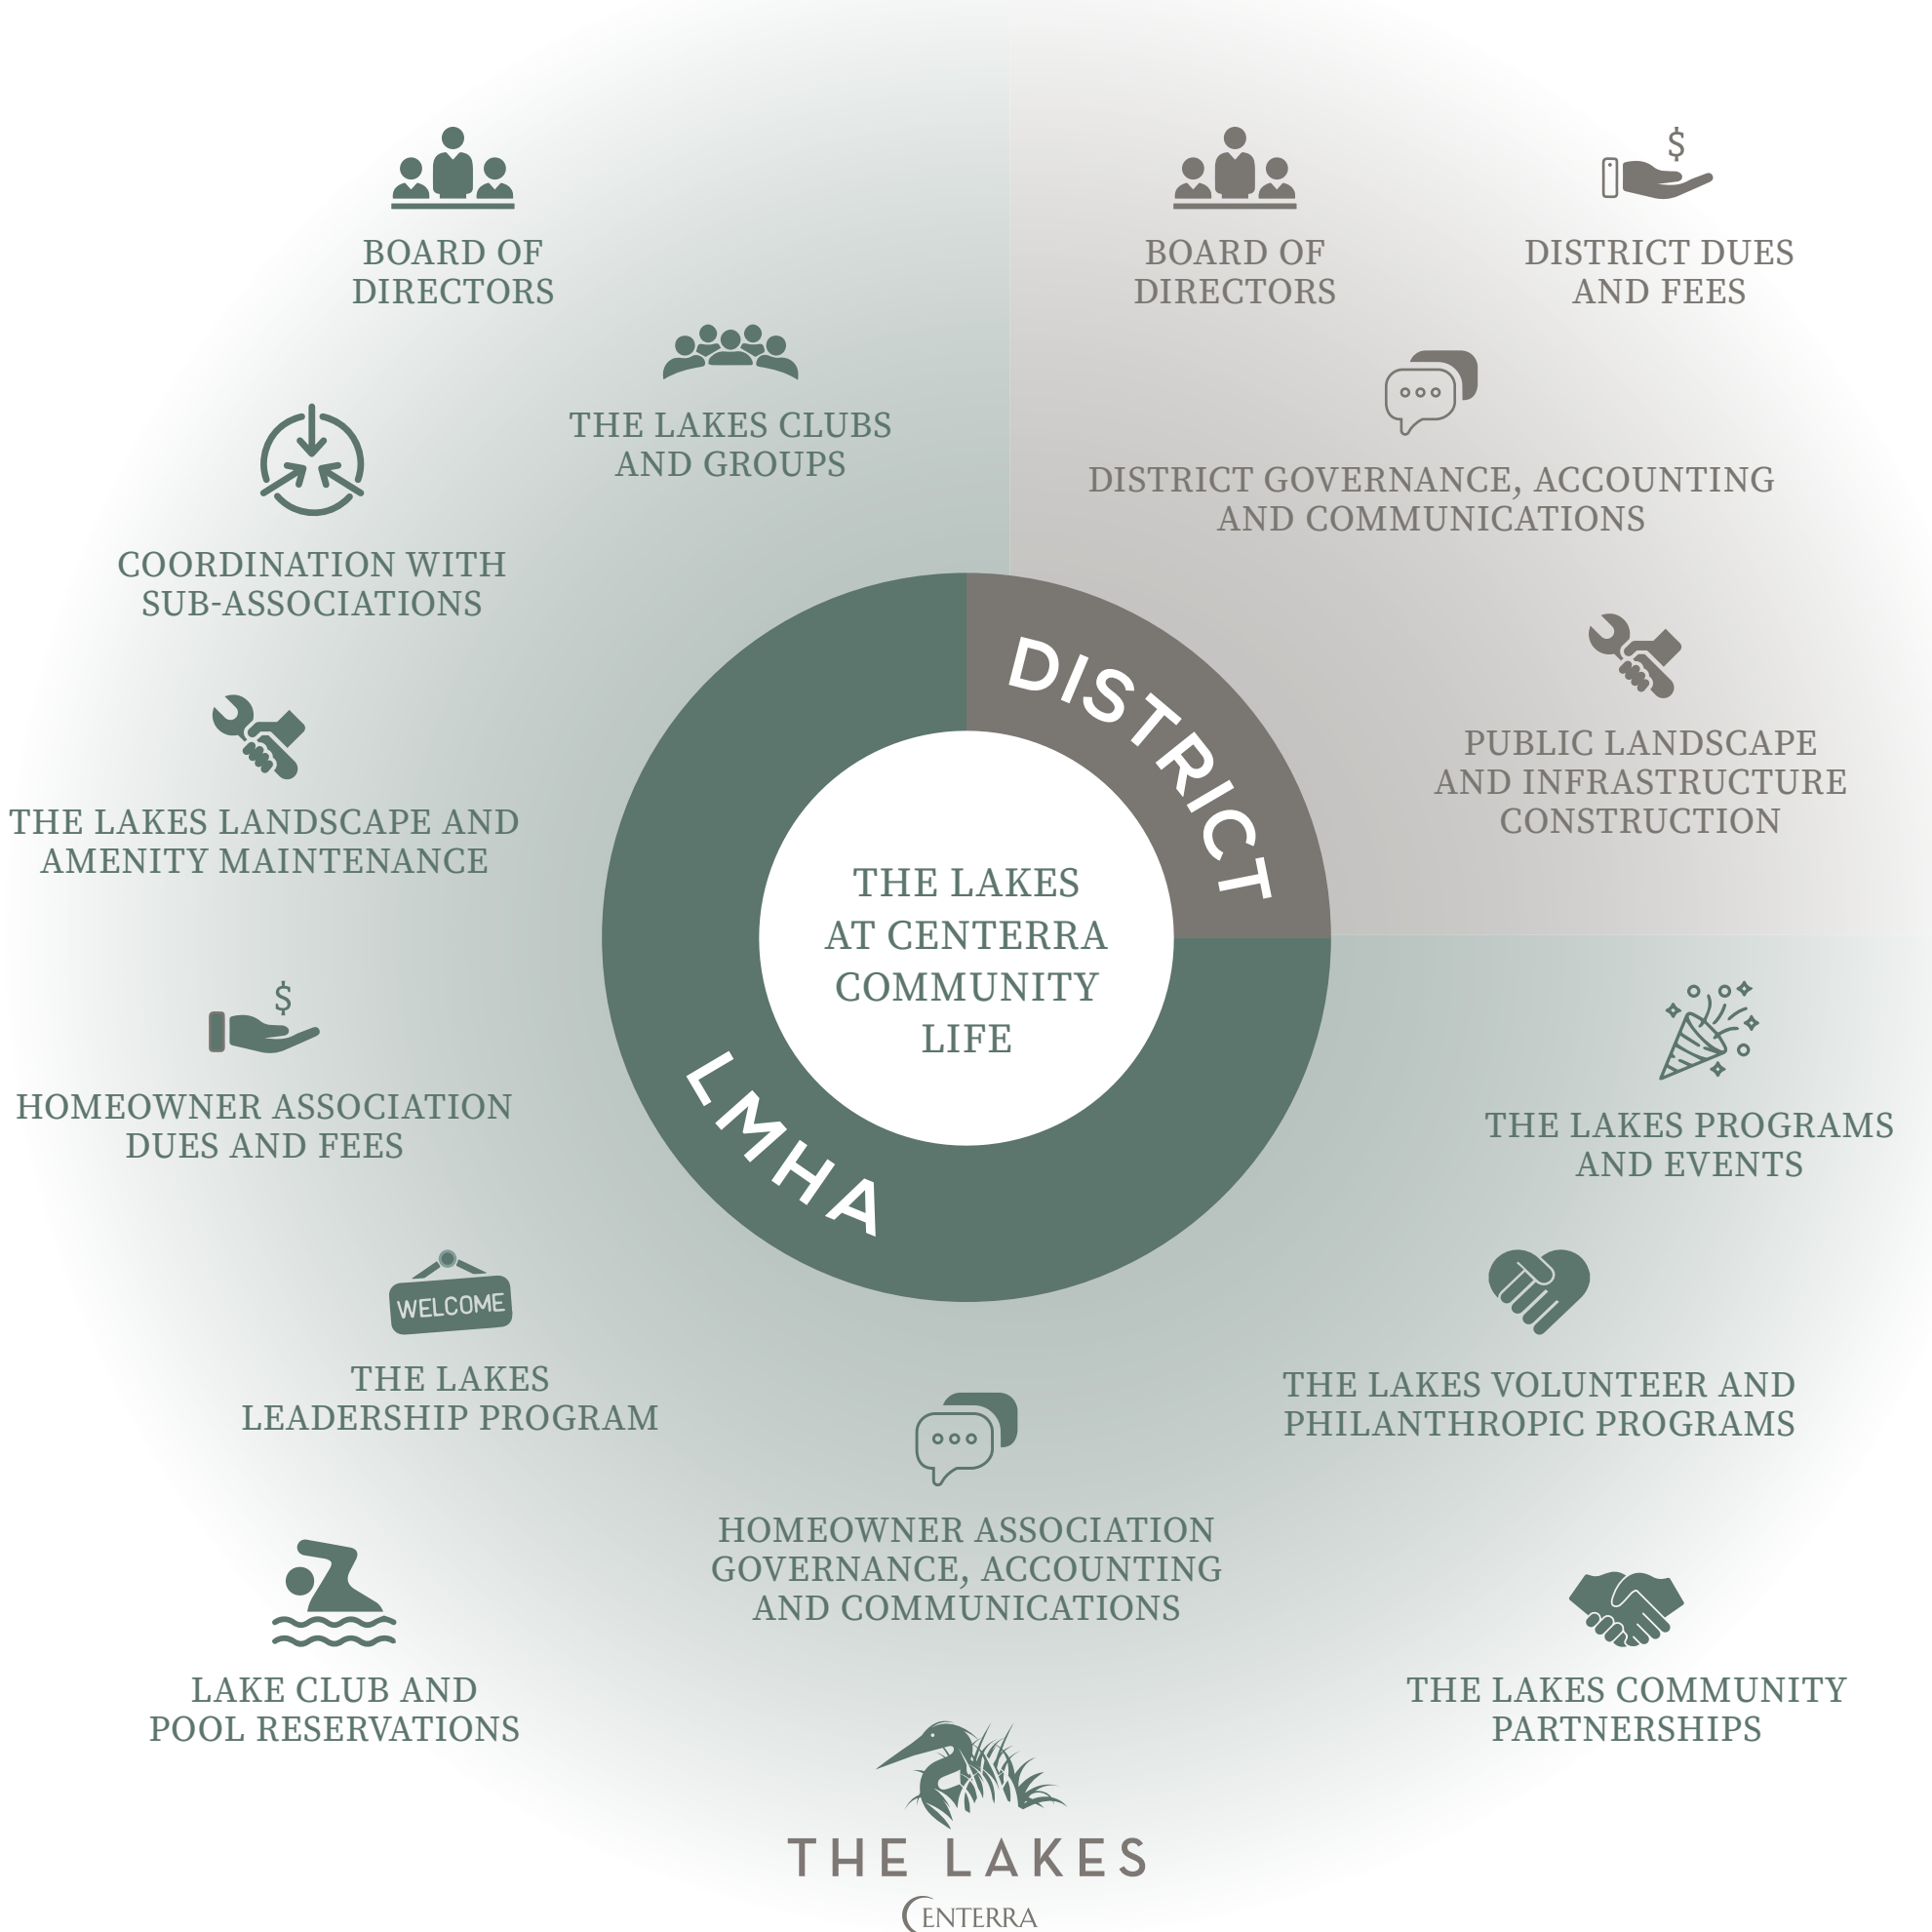 BOARD OF
DIRECTORS
THE LAKES CLUBS
AND GROUPS
COORDINATION WITH
SUB-ASSOCIATIONS
THE LAKES LANDSCAPE AND
AMENITY MAINTENANCE
HOMEOWNER ASSOCIATION
DUES AND FEES
$
WELCOME
THE LAKES
LEADERSHIP PROGRAM
LAKE CLUB AND
POOL RESERVATIONS
BOARD OF
DIRECTORS
$
DISTRICT DUES
AND FEES
DISTRICT GOVERNANCE, ACCOUNTING
AND COMMUNICATIONS
PUBLIC LANDSCAPE
AND INFRASTRUCTURE
CONSTRUCTION
DISTRICT
THE LAKES
AT CENTERRA
COMMUNITY
LIFE
LMHA
THE LAKES PROGRAMS
AND EVENTS
THE LAKES VOLUNTEER AND
PHILANTHROPIC PROGRAMS
HOMEOWNER ASSOCIATION
GOVERNANCE, ACCOUNTING
AND COMMUNICATIONS
THE LAKES COMMUNITY
PARTNERSHIPS
THE LAKES
CENTERRA